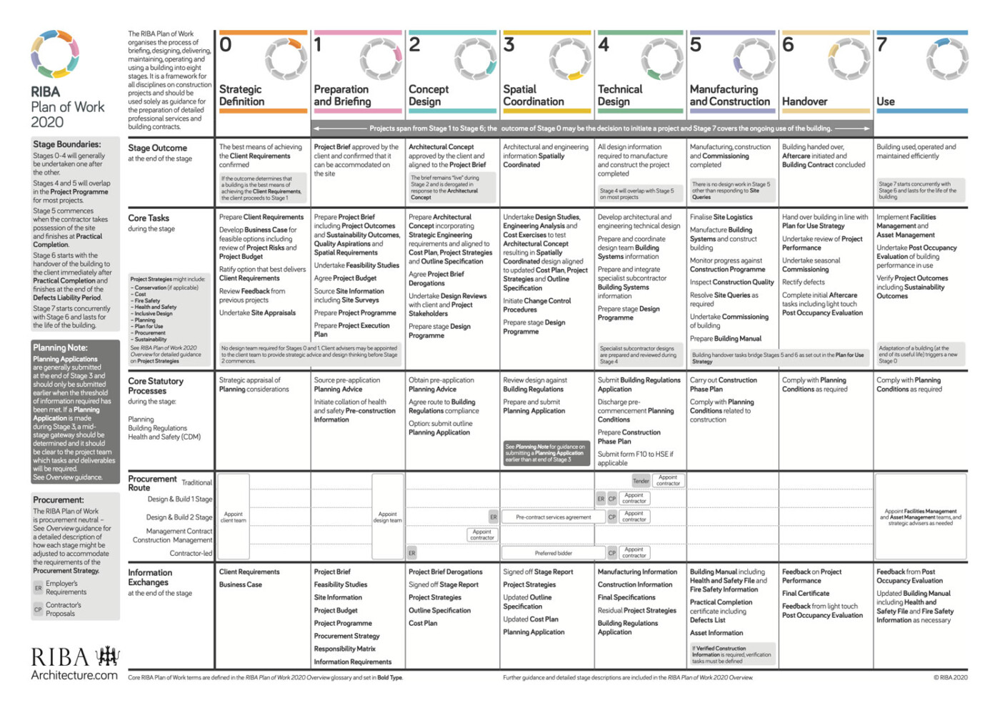 RIBA
Plan of Work
2020
Stage Boundaries:
Stages 0-4 will generally
be undertaken one after
the other.
Stages 4 and 5 will overlap
in the Project Programme
for most projects.
Stage 5 commences
when the contractor takes
possession of the site
and finishes at Practical
Completion.
Stage 6 starts with the
handover of the building to
the client immediately after
Practical Completion and
finishes at the end of the
Defects Liability Period.
Stage 7 starts concurrently
with Stage 6 and lasts for
the life of the building.
Planning Note:
Planning Applications
are generally submitted
at the end of Stage 3 and
should only be submitted
earlier when the threshold
of information required has
been met. If a Planning
Application is made
during Stage 3, a mid-
stage gateway should be
determined and it should
be clear to the project team
which tasks and deliverables
will be required.
See Overview guidance.
Procurement:
The RIBA Plan of Work
is procurement neutral –
See Overview guidance for
a detailed description of
how each stage might be
adjusted to accommodate
the requirements of the
Procurement Strategy.
ER Employer's
Requirements
CP Contractor's
Proposals
RIBA
Architecture.com
The RIBA Plan of Work
organises the process of
briefing, designing, delivering,
maintaining, operating and
using a building into eight
stages. It is a framework for
all disciplines on construction
projects and should be
used solely as guidance for
the preparation of detailed
professional services and
building contracts.
0
Strategic
Definition
1
Preparation
and Briefing
2
Concept
Design
3
Spatial
Coordination
4
Technical
Design
5
Manufacturing
and Construction
6
Handover
7
Use
Projects span from Stage 1 to Stage 6; the outcome of Stage 0 may be the decision to initiate a project and Stage 7 covers the ongoing use of the building.
Stage Outcome
at the end of the stage
The best means of achieving
the Client Requirements
confirmed
If the outcome determines that
a building is the best means of
achieving the Client Requirements,
the client proceeds to Stage 1
Project Brief approved by the
client and confirmed that it
can be accommodated on
the site
Architectural Concept
approved by the client and
aligned to the Project Brief
The brief remains "live" during
Stage 2 and is derogated in
response to the Architectural
Concept
Architectural and engineering
information Spatially
Coordinated
All design information
required to manufacture
and construct the project
completed
Stage 4 will overlap with Stage 5
on most projects
Manufacturing, construction
and Commissioning
completed
There is no design work in Stage 5
other than responding to Site
Queries
Building handed over,
Aftercare initiated and
Building Contract concluded
Building used, operated and
maintained efficiently
Stage 7 starts concurrently with
Stage 6 and lasts for the life of the
building
Core Tasks
during the stage
Project Strategies might include:
– Conservation (if applicable)
– Cost
– Fire Safety
– Health and Safety
– Inclusive Design
– Planning
– Plan for Use
– Procurement
– Sustainability
See RIBA Plan of Work 2020
Overview for detailed guidance
on Project Strategies
Prepare Client Requirements
Develop Business Case for
feasible options including
review of Project Risks and
Project Budget
Ratify option that best delivers
Client Requirements
Review Feedback from
previous projects
Undertake Site Appraisals
Prepare Project Brief
including Project Outcomes
and Sustainability Outcomes,
Quality Aspirations and
Spatial Requirements
Undertake Feasibility Studies
Agree Project Budget
Source Site Information
including Site Surveys
Prepare Project Programme
Prepare Project Execution
Plan
No design team required for Stages 0 and 1. Client advisers may be appointed
to the client team to provide strategic advice and design thinking before Stage
2 commences.
Prepare Architectural
Concept incorporating
Strategic Engineering
requirements and aligned to
Cost Plan, Project Strategies
and Outline Specification
Agree Project Brief
Derogations
Undertake Design Reviews
with client and Project
Stakeholders
Prepare stage Design
Programme
Undertake Design Studies,
Engineering Analysis and
Cost Exercises to test
Architectural Concept
resulting in Spatially
Coordinated design aligned
to updated Cost Plan, Project
Strategies and Outline
Specification
Initiate Change Control
Procedures
Prepare stage Design
Programme
Develop architectural and
engineering technical design
Prepare and coordinate
design team Building
Systems information
Prepare and integrate
specialist subcontractor
Building Systems
information
Prepare stage Design
Programme
Specialist subcontractor designs
are prepared and reviewed during
Stage 4
Finalise Site Logistics
Manufacture Building
Systems and construct
building
Monitor progress against
Construction Programme
Inspect Construction Quality
Resolve Site Queries as
required
Undertake Commissioning
of building
Prepare Building Manual
Building handover tasks bridge Stages 5 and 6 as set out in the Plan for Use
Strategy
Hand over building in line with
Plan for Use Strategy
Undertake review of Project
Performance
Undertake seasonal
Commissioning
Rectify defects
Complete initial Aftercare
tasks including light touch
Post Occupancy Evaluation
Implement Facilities
Management and
Asset Management
Undertake Post Occupancy
Evaluation of building
performance in use
Verify Project Outcomes
including Sustainability
Outcomes
Adaptation of a building (at the
end of its useful life) triggers a new
Stage 0
Core Statutory
Processes
during the stage:
Planning
Building Regulations
Health and Safety (CDM)
Strategic appraisal of
Planning considerations
Source pre-application
Planning Advice
Initiate collation of health
and safety Pre-construction
Information
Obtain pre-application
Planning Advice
Agree route to Building
Regulations compliance
Option: submit outline
Planning Application
Review design against
Building Regulations
Prepare and submit
Planning Application
See Planning Note for guidance on
submitting a Planning Application
earlier than at end of Stage 3
Submit Building Regulations
Application
Discharge pre-
commencement Planning
Conditions
Prepare Construction
Phase Plan
Submit form F10 to HSE if
applicable
Carry out Construction
Phase Plan
Comply with Planning
Conditions related to
construction
Comply with Planning
Conditions as required
Comply with Planning
Conditions as required
Procurement
Route
Traditional
Design & Build 1 Stage
Design & Build 2 Stage
Management Contract
Construction Management
Contractor-led
Appoint
client team
Appoint
design team
Tender
Appoint
contractor
ER
CP
Appoint
contractor
ER
Pre-contract services agreement
CP
Appoint
contractor
Appoint
contractor
ER
Preferred bidder
CP
Appoint
contractor
Appoint Facilities Management
and Asset Management teams, and
strategic advisers as needed
Information
Exchanges
at the end of the stage
Client Requirements
Business Case
Project Brief
Feasibility Studies
Site Information
Project Budget
Project Programme
Procurement Strategy
Responsibility Matrix
Information Requirements
Project Brief Derogations
Signed off Stage Report
Project Strategies
Outline Specification
Cost Plan
Signed off Stage Report
Project Strategies
Updated Outline
Specification
Updated Cost Plan
Planning Application
Manufacturing Information
Construction Information
Final Specifications
Residual Project Strategies
Building Regulations
Application
Building Manual including
Health and Safety File and
Fire Safety Information
Practical Completion
certificate including
Defects List
Asset Information
If Verified Construction
Information is required, verification
tasks must be defined
Feedback on Project
Performance
Final Certificate
Feedback from light touch
Post Occupancy Evaluation
Feedback from Post
Occupancy Evaluation
Updated Building Manual
including Health and
Safety File and Fire Safety
Information as necessary
Core RIBA Plan of Work terms are defined in the RIBA Plan of Work 2020 Overview glossary and set in Bold Type.
Further guidance and detailed stage descriptions are included in the RIBA Plan of Work 2020 Overview.
© RIBA 2020